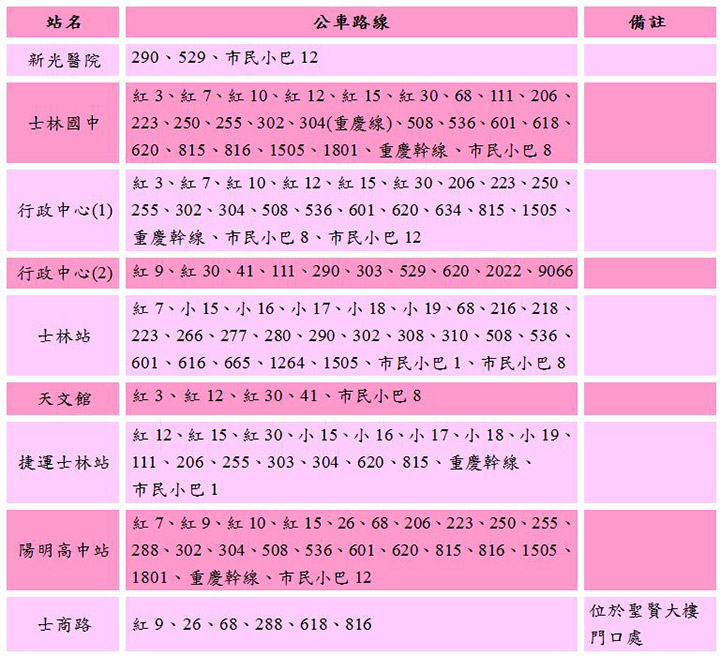 站名 公車路線 備註
新光醫院 290、529、市民小巴 12
紅 3、紅 7、紅 10、紅 12、紅 15、紅 30、68、111、206、
士林國中 223、250、255、302、304(重慶線)、508、536、601、618、
620、815、816、1505、1801、重慶幹線、市民小巴 8
紅 3、紅 7、紅 10、紅 12、紅 15、紅 30、206、223、250、
行政中心(1) 255、302、304、508、536、601、620、634、815、1505、
重慶幹線、市民小巴 8、市民小巴 12
行政中心(2) 紅 9、紅 30、41、111、290、303、529、620、2022、9066
紅 7、小 15、小 16、小 17、小 18、小 19、68、216、218、
士林站 223、266、277、280、290、302、308、310、508、536、
601、616、665、1264、1505、市民小巴 1、市民小巴 8
天文館 紅 3、紅 12、紅 30、41、市民小巴 8
紅 12、紅 15、紅 30、小 15、小 16、小 17、小 18、小 19、
捷運士林站 111、206、255、303、304、620、815、重慶幹線、
市民小巴 1
紅 7、紅 9、紅 10、紅 15、26、68、206、223、250、255、
陽明高中站 288、302、304、508、536、601、620、815、816、1505、
1801、重慶幹線、市民小巴 12
士商路 紅 9、26、68、288、618、816 位於聖賢大樓
門口處